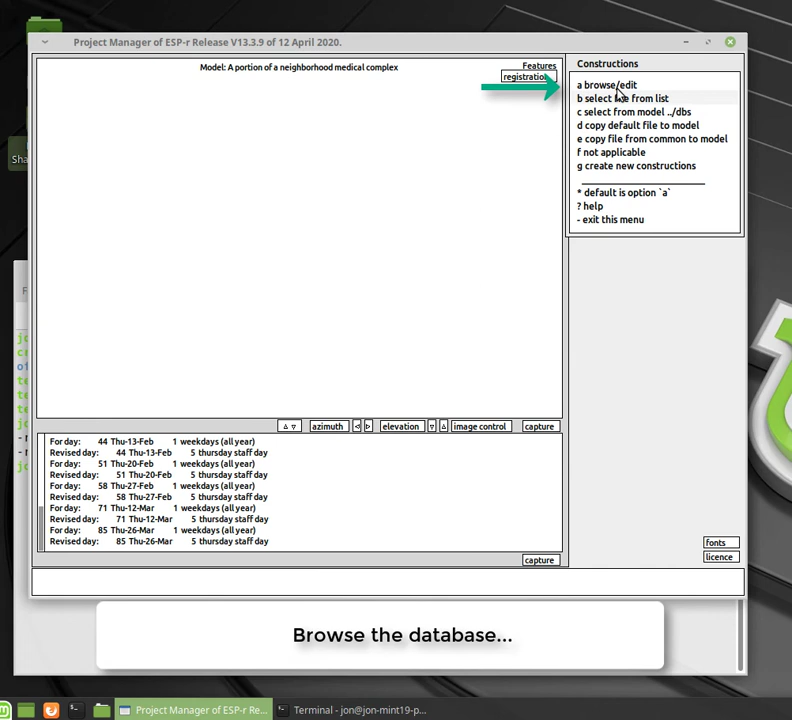 Project Manager of ESP-r Release V13.3.9 of 12 April 2020.
Model: A portion of a neighborhood medical complex
Features
registration
Constructions
a browse/edit
b select file from list
c select from model ../dbs
d copy default file to model
e copy file from common to model
f not applicable
g create new constructions
* default is option `a`
? help
- exit this menu
azimuth
elevation
image control
capture
For day: 44 Thu-13-Feb 1 weekdays (all year)
Revised day: 44 Thu-13-Feb 5 thursday staff day
For day: 51 Thu-20-Feb 1 weekdays (all year)
Revised day: 51 Thu-20-Feb 5 thursday staff day
For day: 58 Thu-27-Feb 1 weekdays (all year)
Revised day: 58 Thu-27-Feb 5 thursday staff day
For day: 71 Thu-12-Mar 1 weekdays (all year)
Revised day: 71 Thu-12-Mar 5 thursday staff day
For day: 85 Thu-26-Mar 1 weekdays (all year)
Revised day: 85 Thu-26-Mar 5 thursday staff day
capture
fonts
licence
Browse the database...
Project Manager of ESP-r Re...
Terminal - jon@jon-mint19-p...